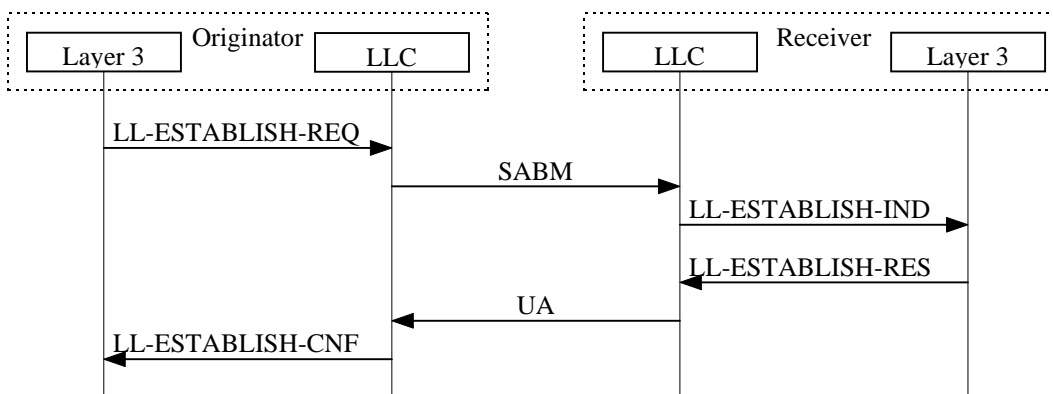 Originator
Receiver
Layer 3
LLC
LLC
Layer 3
LL-ESTABLISH-REQ
SABM
LL-ESTABLISH-IND
LL-ESTABLISH-RES
UA
LL-ESTABLISH-CNF